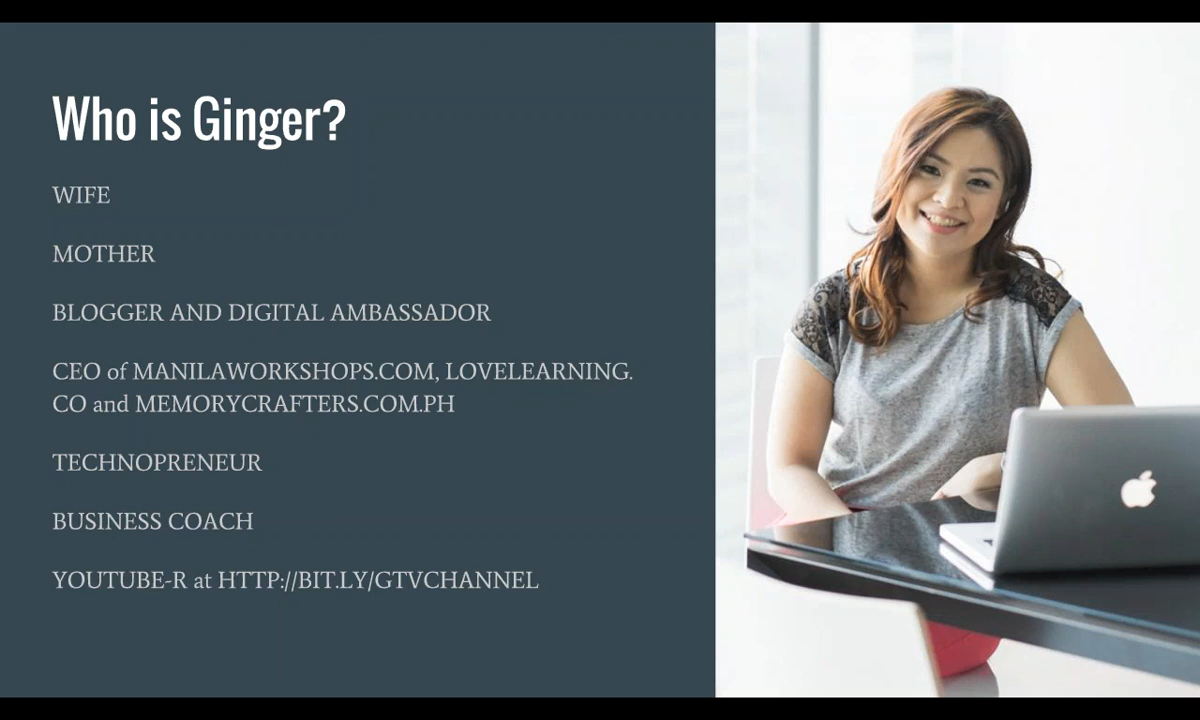 Who is Ginger?
WIFE
MOTHER
BLOGGER AND DIGITAL AMBASSADOR
CEO of MANILAWORKSHOPS.COM, LOVELEARNING.
CO and MEMORYCRAFTERS.COM.PH
TECHNOPRENEUR
BUSINESS COACH
YOUTUBE-R at HTTP://BIT.LY/GTVCHANNEL